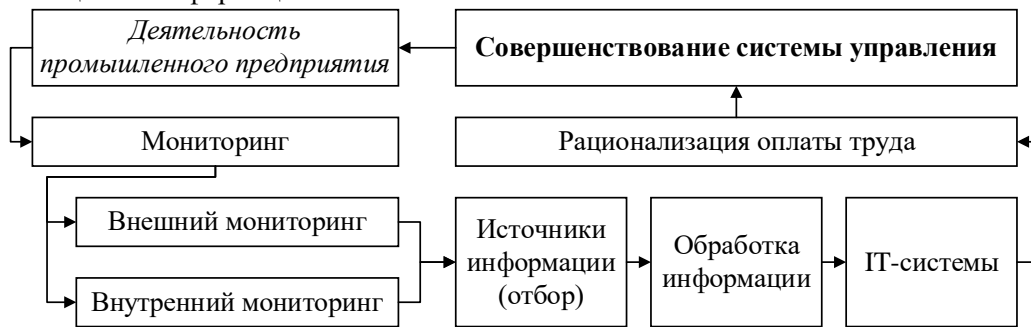 Деятельность
промышленного предприятия
Совершенствование системы управления
Мониторинг
Рационализация оплаты труда
Внешний мониторинг
Внутренний мониторинг
Источники
информации
(отбор)
Обработка
информации
IT-системы